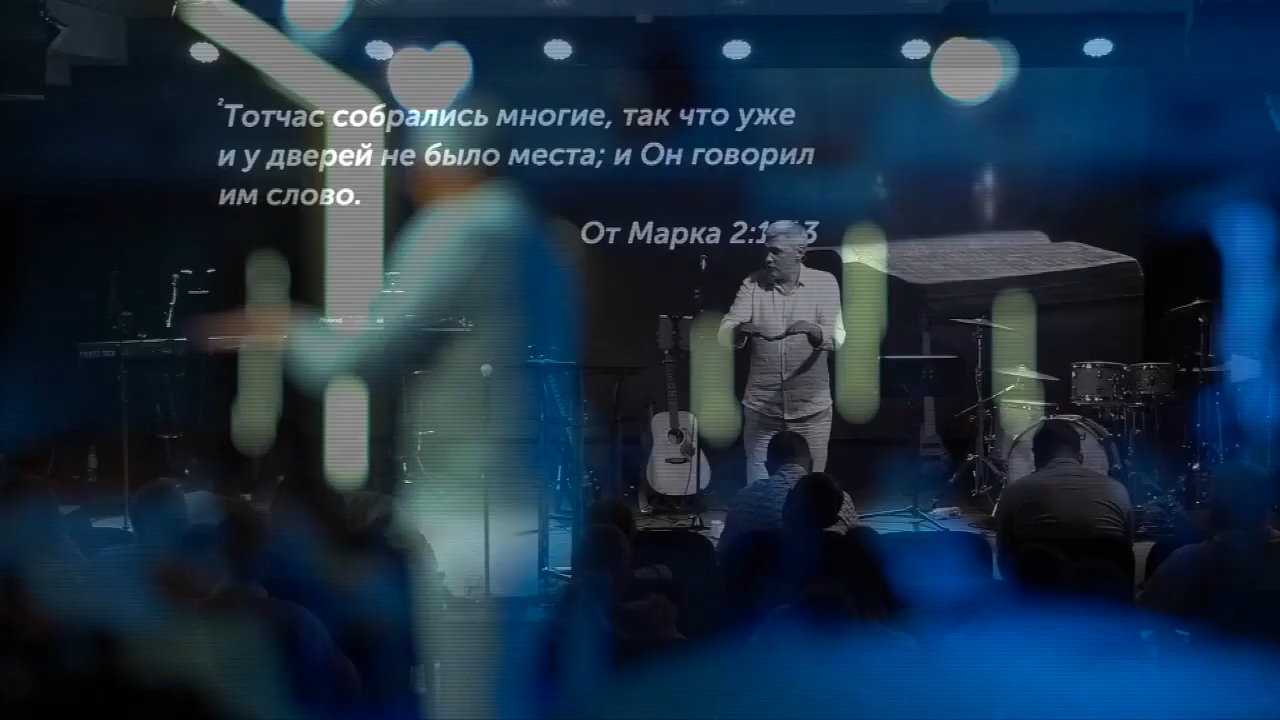 ²Тотчас собрались многие, так что уже
и у дверей не было места; и Он говорил
им слово.
От Марка 2:1